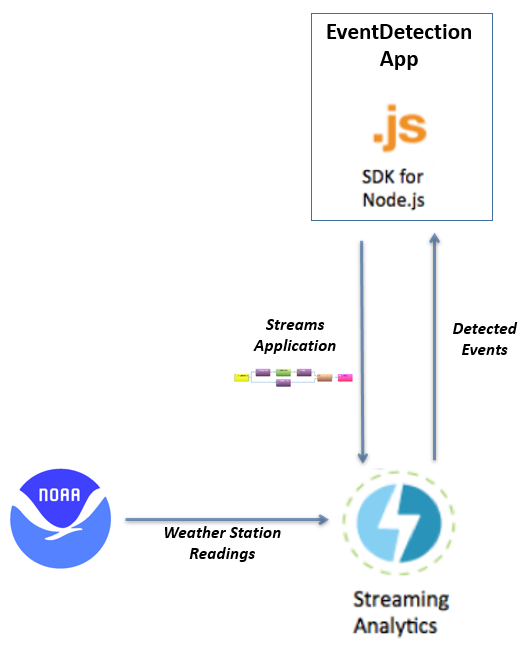 EventDetection
App
.js
SDK for
Node.js
Streams
Application
Detected
Events
NOAA
Weather Station
Readings
Streaming
Analytics